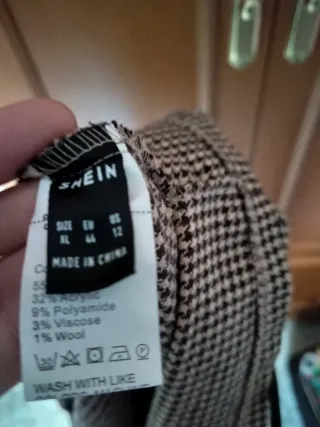 SHEIN
SIZE EU US
XL 44 12
MADE IN CHINA
32% Acrylic
9% Polyamide
3% Viscose
1% Wool
30
P
WASH WITH LIKE